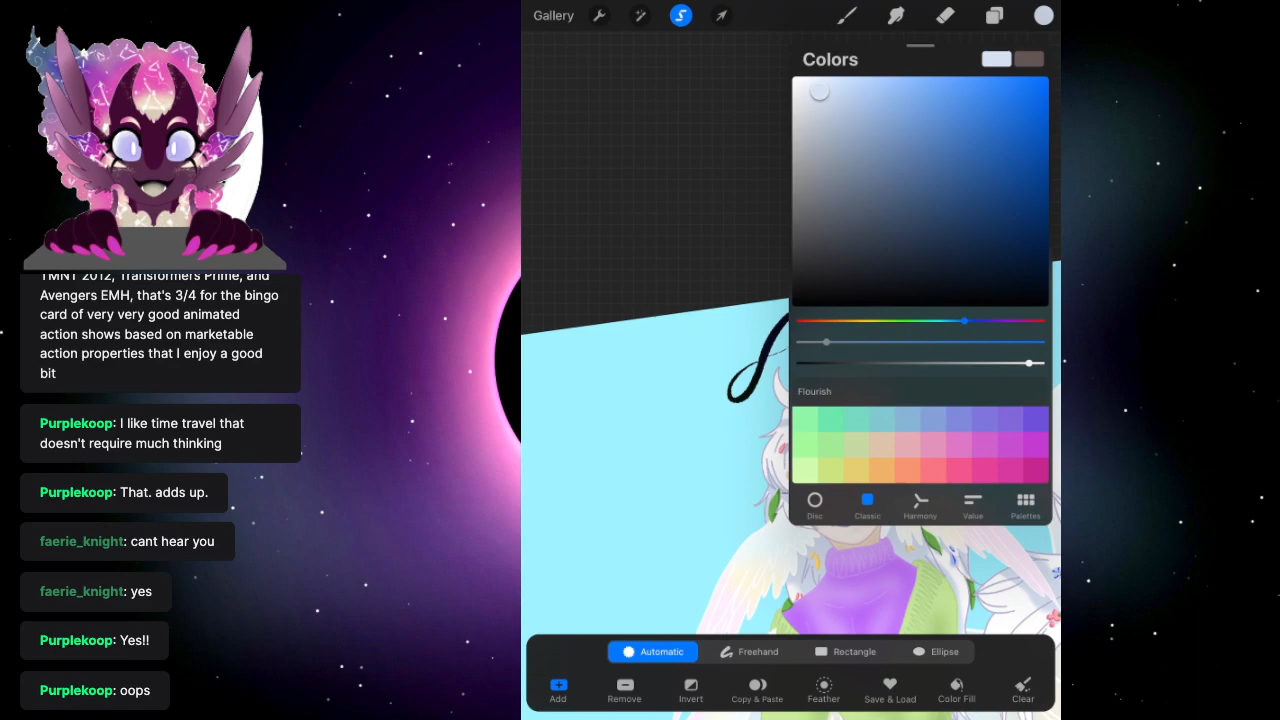 TMNT 2012, Transformers Prime, and
Avengers EMH, that's 3/4 for the bingo
card of very very good animated
action shows based on marketable
action properties that I enjoy a good
bit
Purplekoop: I like time travel that
doesn't require much thinking
Purplekoop: That. adds up.
faerie_knight: cant hear you
faerie_knight: yes
Purplekoop: Yes!!
Purplekoop: oops
Gallery
Colors
Flourish
Disc
Classic
Harmony
Value
Palettes
Automatic
Freehand
Rectangle
Ellipse
Add
Remove
Invert
Copy & Paste
Feather
Save & Load
Color Fill
Clear